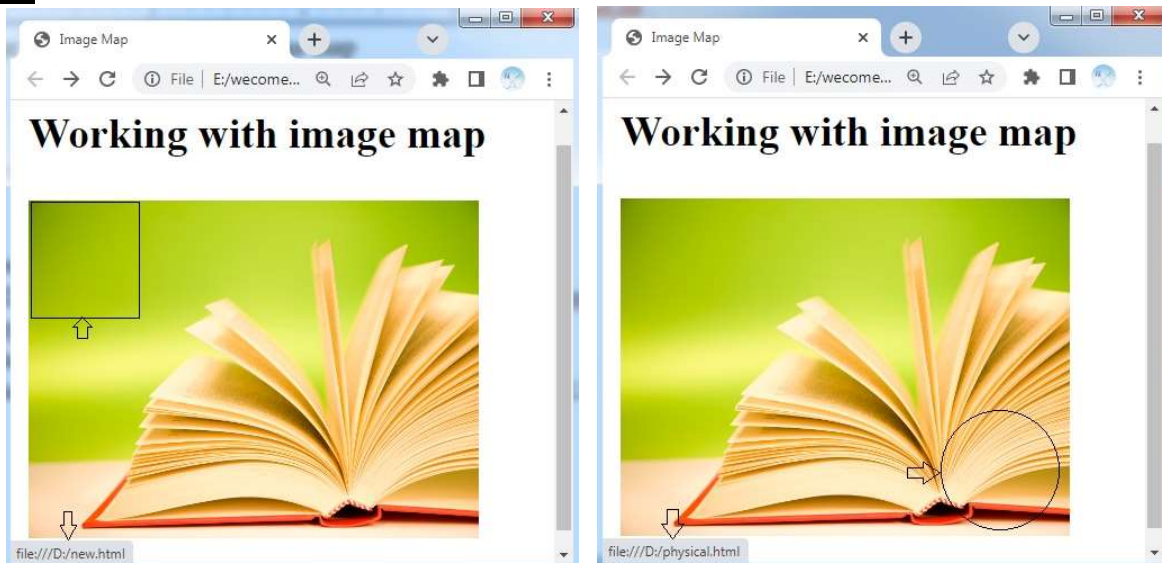 Image Map
File | E:/wecome...
Working with image map
file:///D:/new.html
Image Map
File | E:/wecome...
Working with image map
file:///D:/physical.html